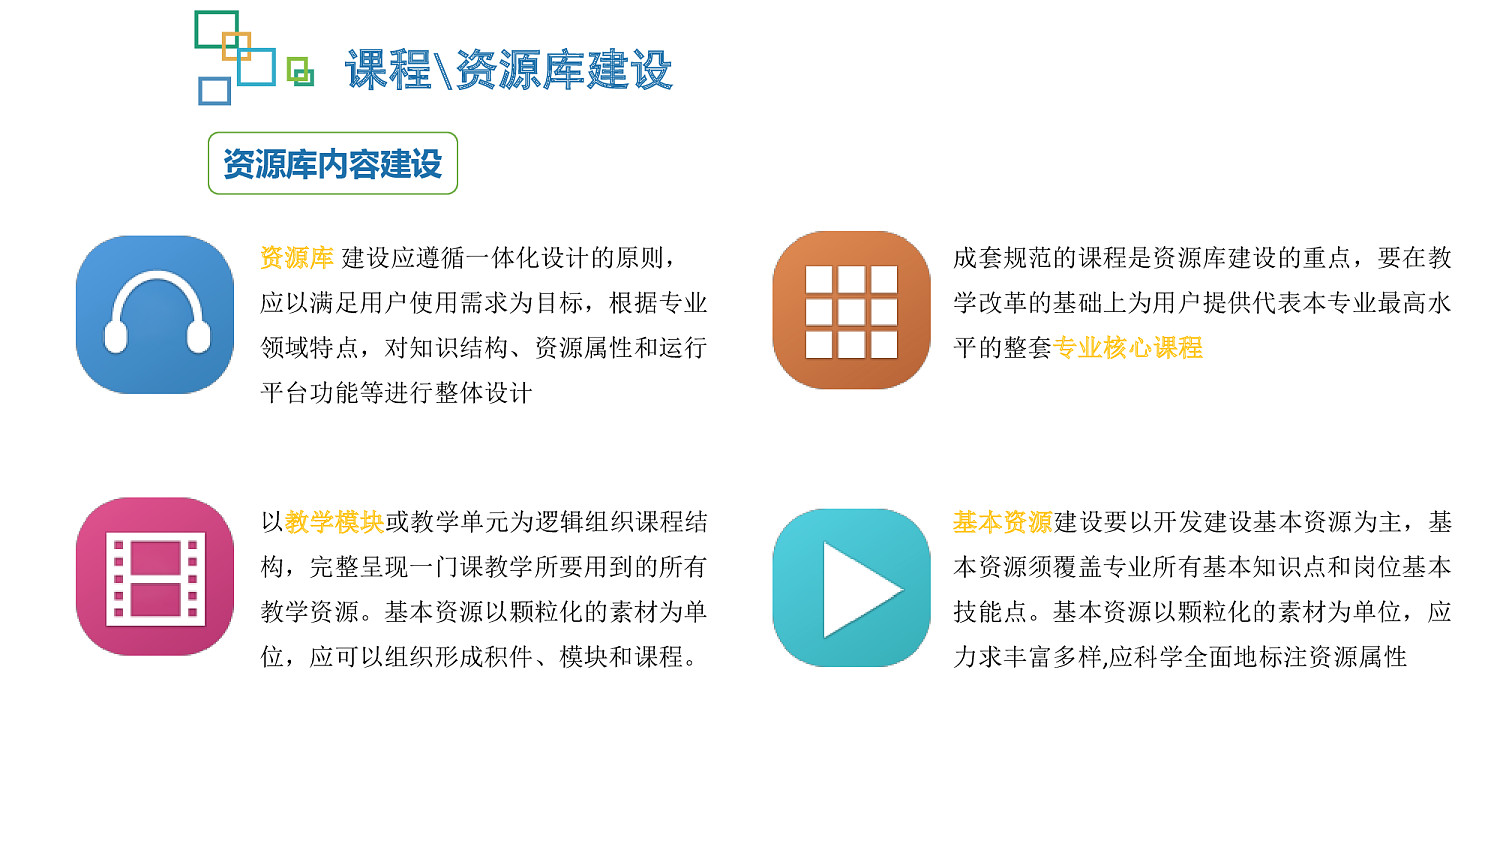 课程\资源库建设
资源库内容建设
资源库 建设应遵循一体化设计的原则，
应以满足用户使用需求为目标，根据专业
领域特点，对知识结构、资源属性和运行
平台功能等进行整体设计
成套规范的课程是资源库建设的重点，要在教
学改革的基础上为用户提供代表本专业最高水
平的整套专业核心课程
以教学模块或教学单元为逻辑组织课程结
构，完整呈现一门课教学所要用到的所有
教学资源。基本资源以颗粒化的素材为单
位，应可以组织形成积件、模块和课程。
基本资源建设要以开发建设基本资源为主，基
本资源须覆盖专业所有基本知识点和岗位基本
技能点。基本资源以颗粒化的素材为单位，应
力求丰富多样,应科学全面地标注资源属性